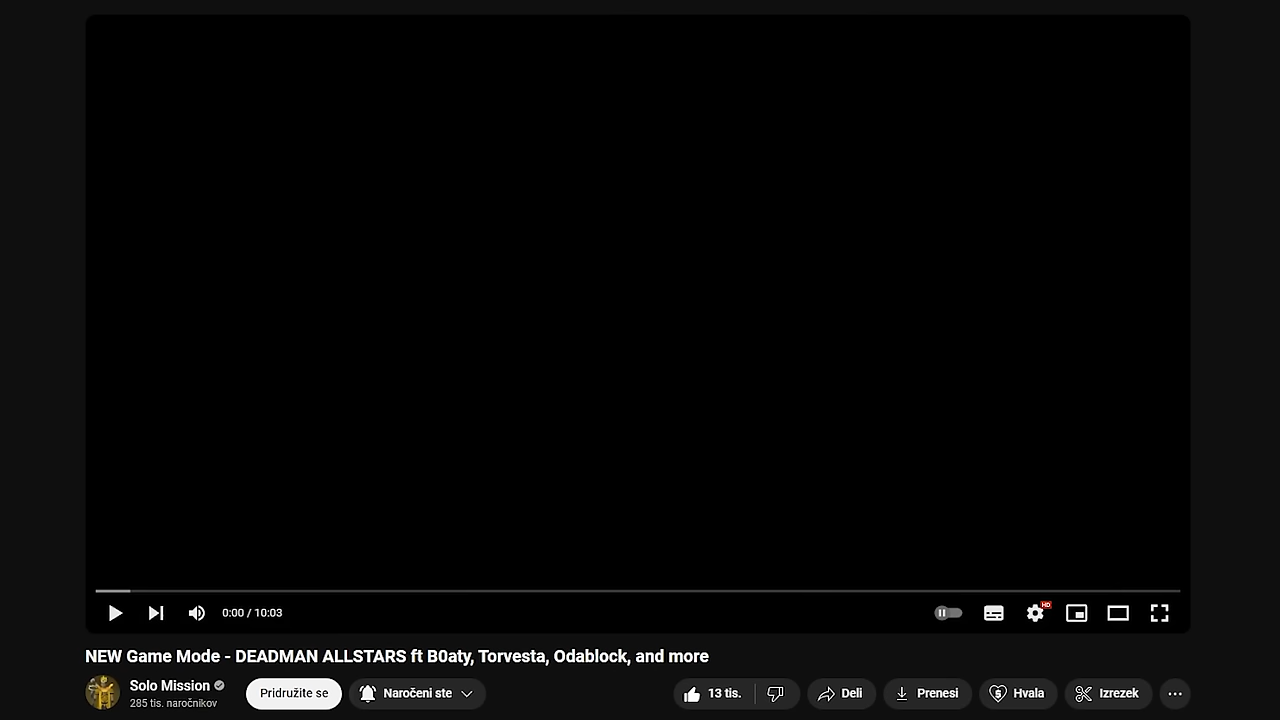 0:00 / 10:03
HD
NEW Game Mode - DEADMAN ALLSTARS ft B0aty, Torvesta, Odablock, and more
Solo Mission
285 tis. naročnikov
Pridružite se
Naročeni ste
13 tis.
Deli
Prenesi
Hvala
Izrezek